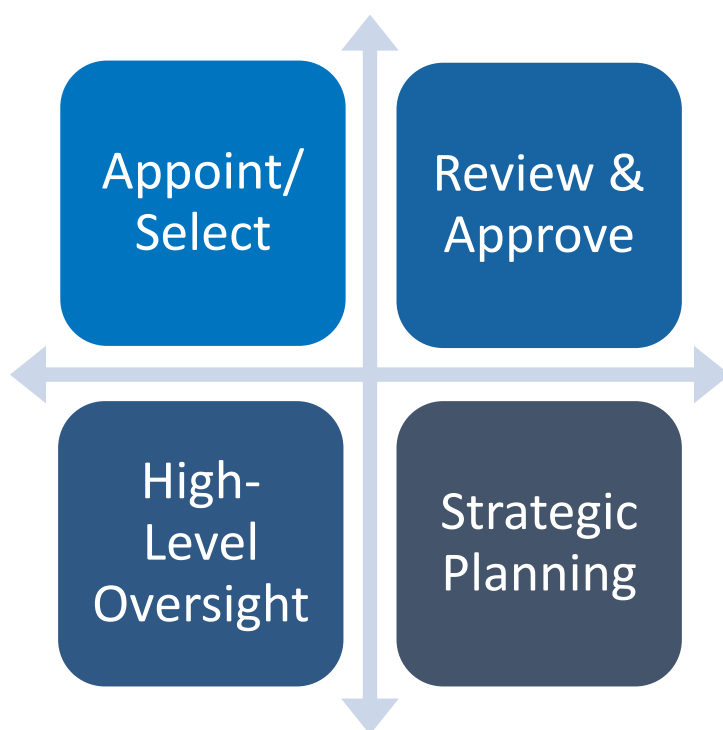 Appoint/
Select
Review &
Approve
High-
Level
Oversight
Strategic
Planning